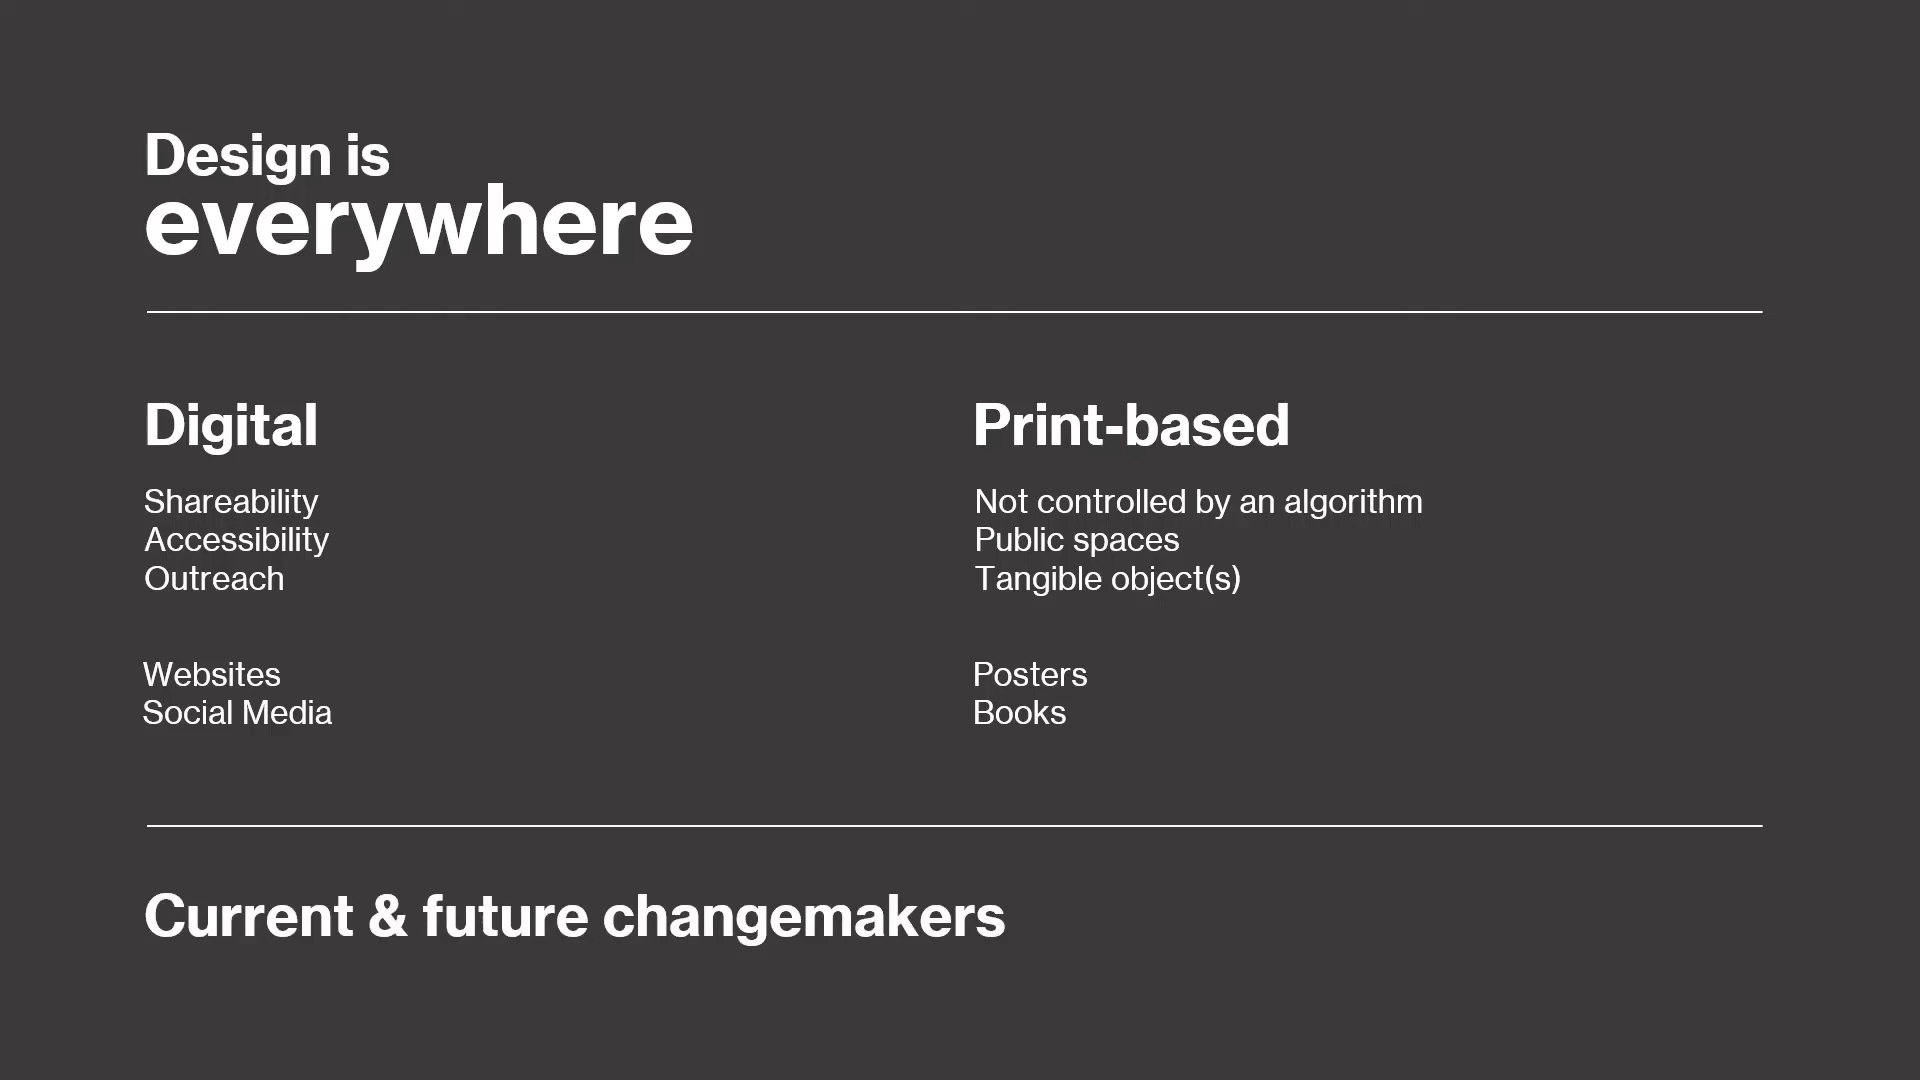 Design is
everywhere
Digital
Shareability
Accessibility
Outreach
Websites
Social Media
Print-based
Not controlled by an algorithm
Public spaces
Tangible object(s)
Posters
Books
Current & future changemakers